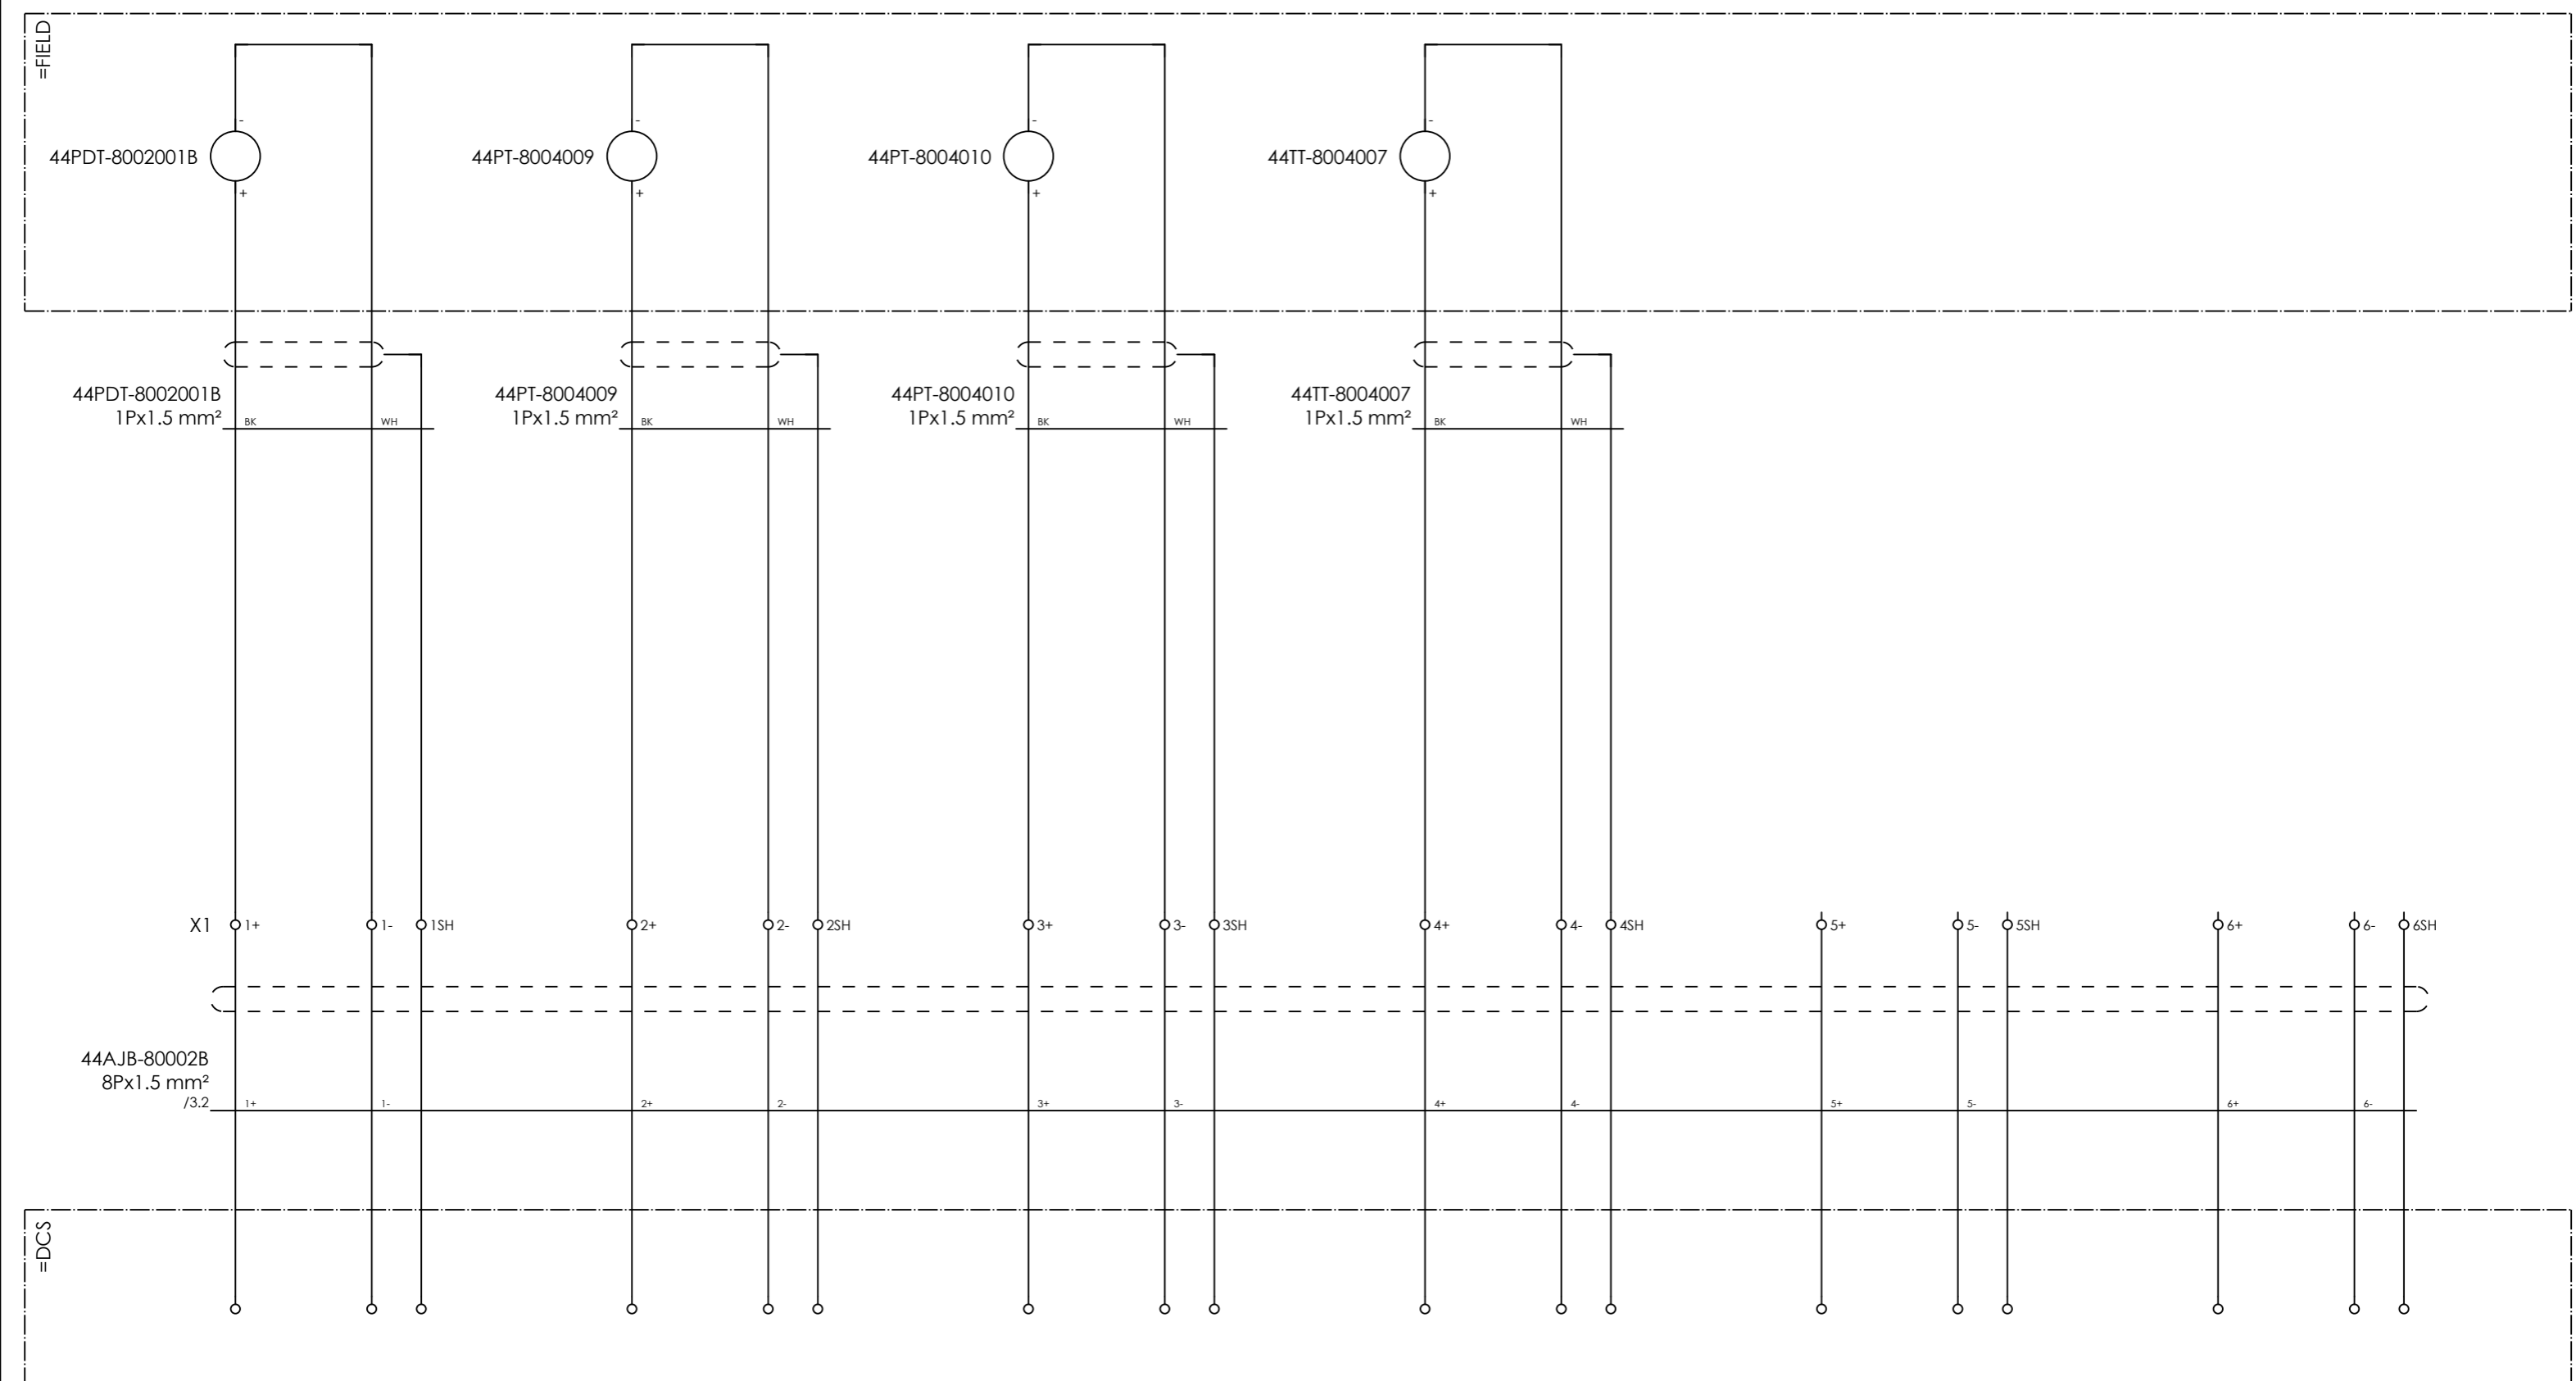 =FIELD
- - - -
44PDT-8002001B 44PT-8004009 44PT-8004010 44TT-8004007
+ + + +
44PDT-8002001B 44PT-8004009 44PT-8004010 44TT-8004007
1Px1.5 mm² 1Px1.5 mm² 1Px1.5 mm² 1Px1.5 mm²
BK WH BK WH BK WH BK WH
X1 1+ 1- 1SH 2+ 2- 2SH 3+ 3- 3SH 4+ 4- 4SH 5+ 5- 5SH 6+ 6- 6SH
44AJB-80002B
8Px1.5 mm²
/3.2 1+ 1- 2+ 2- 3+ 3- 4+ 4- 5+ 5- 6+ 6-
=DCS